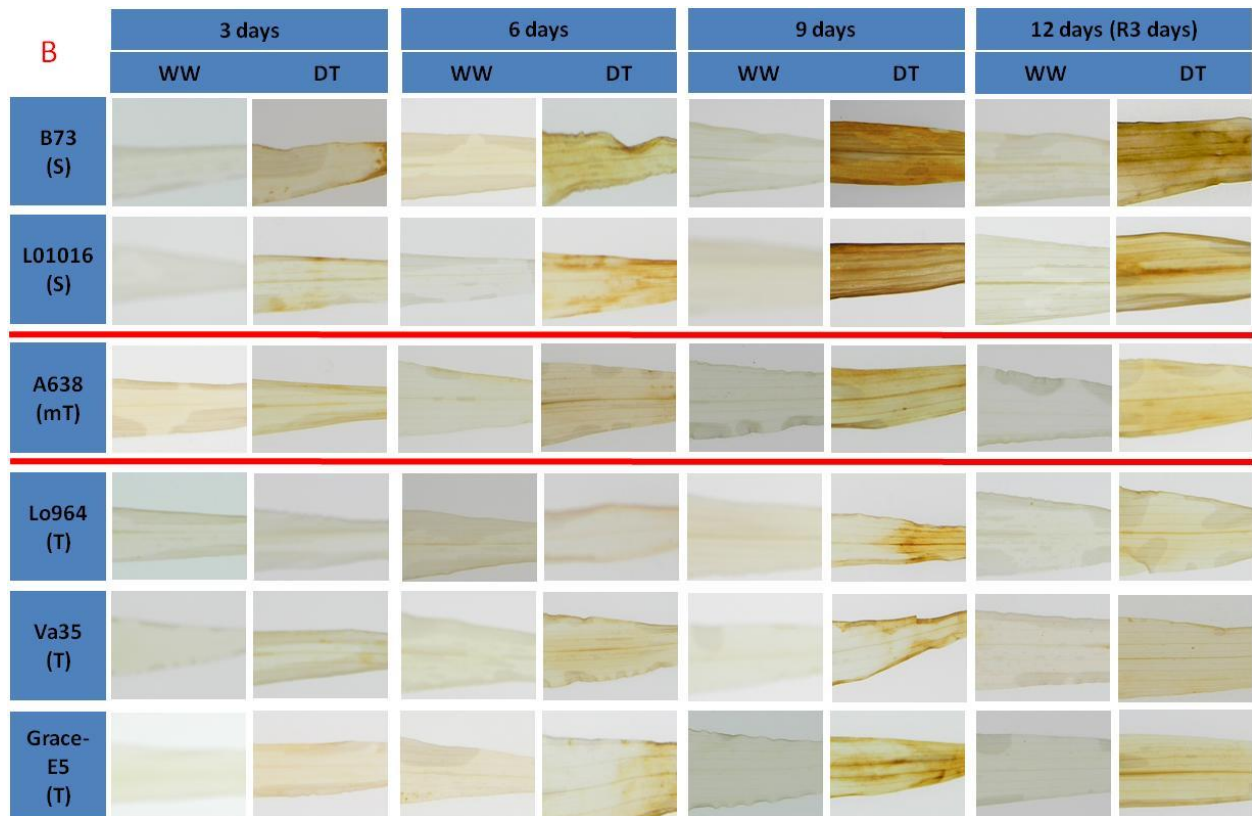 B
3 days 6 days 9 days 12 days (R3 days)
WW DT WW DT WW DT WW DT
B73
(S)
L01016
(S)
A638
(mT)
Lo964
(T)
Va35
(T)
Grace-
E5
(T)